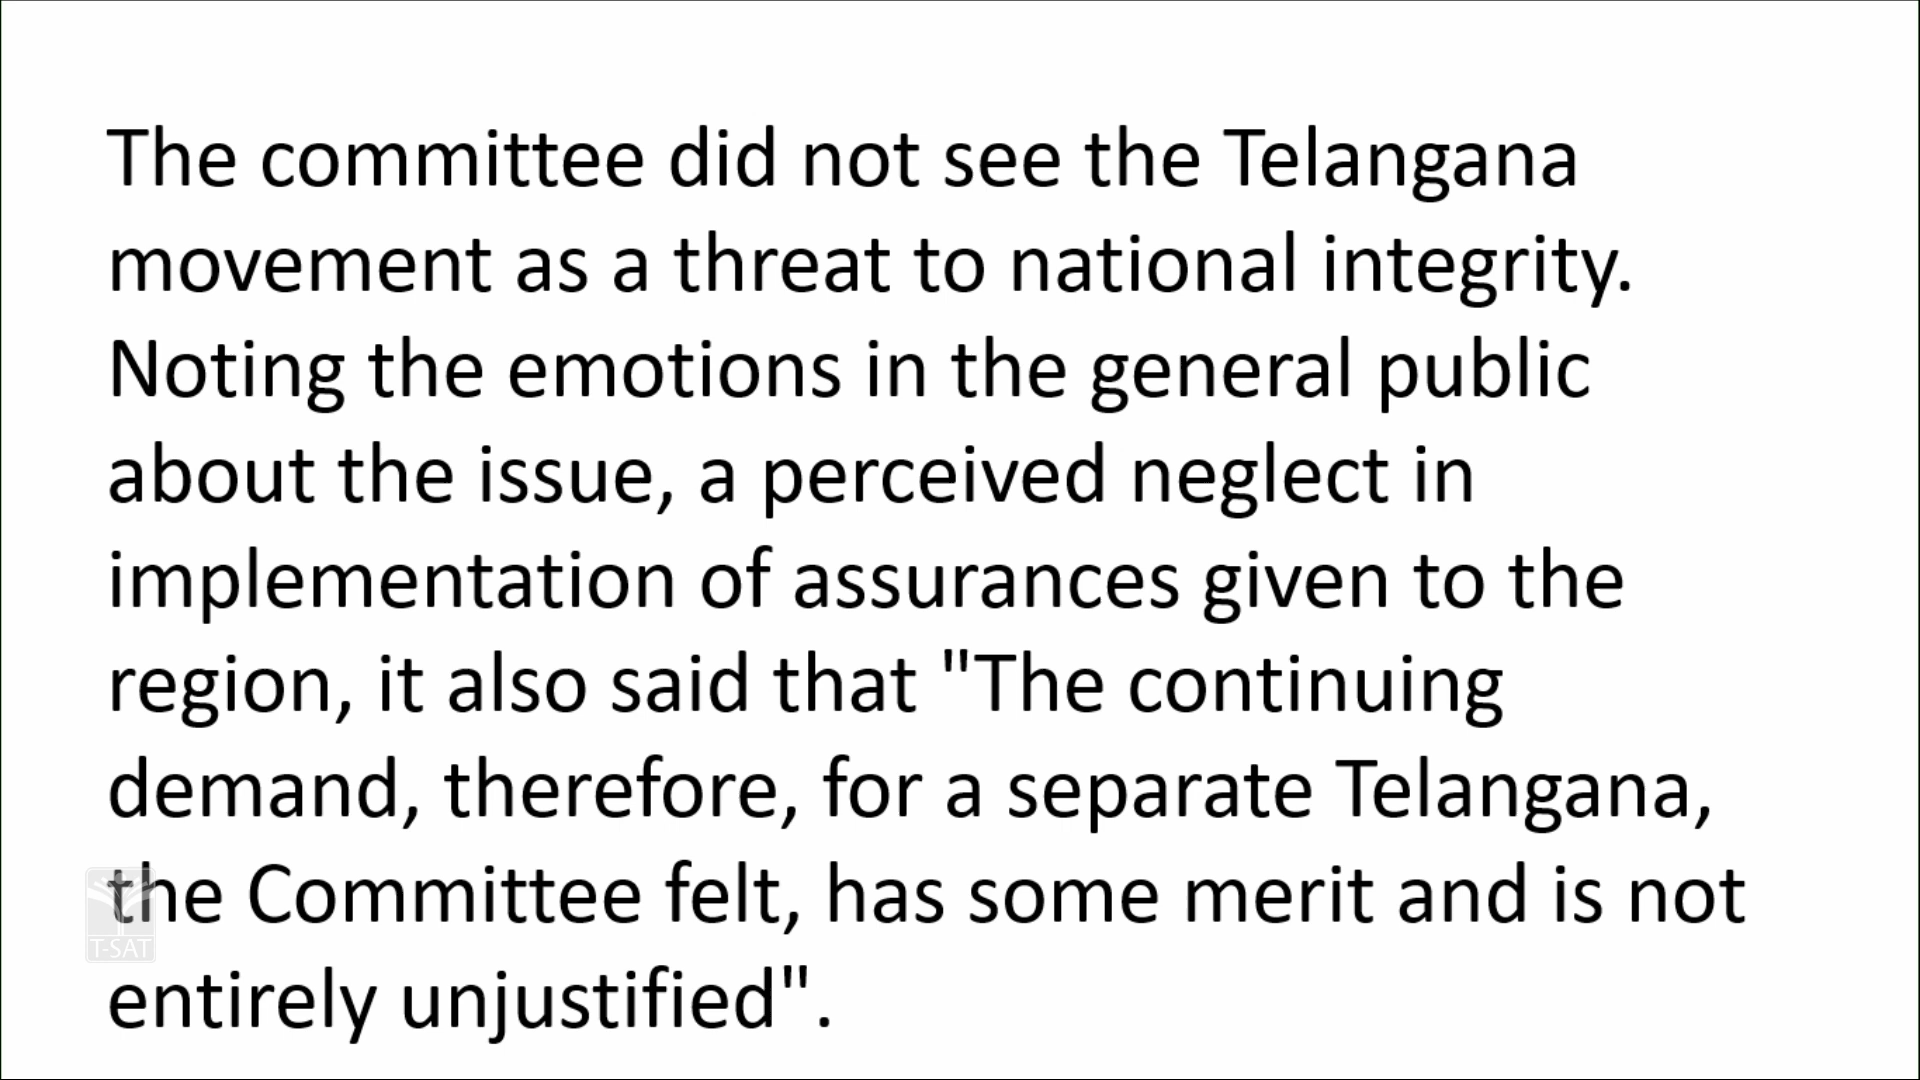 The committee did not see the Telangana
movement as a threat to national integrity.
Noting the emotions in the general public
about the issue, a perceived neglect in
implementation of assurances given to the
region, it also said that "The continuing
demand, therefore, for a separate Telangana,
the Committee felt, has some merit and is not
entirely unjustified".
T-SAT